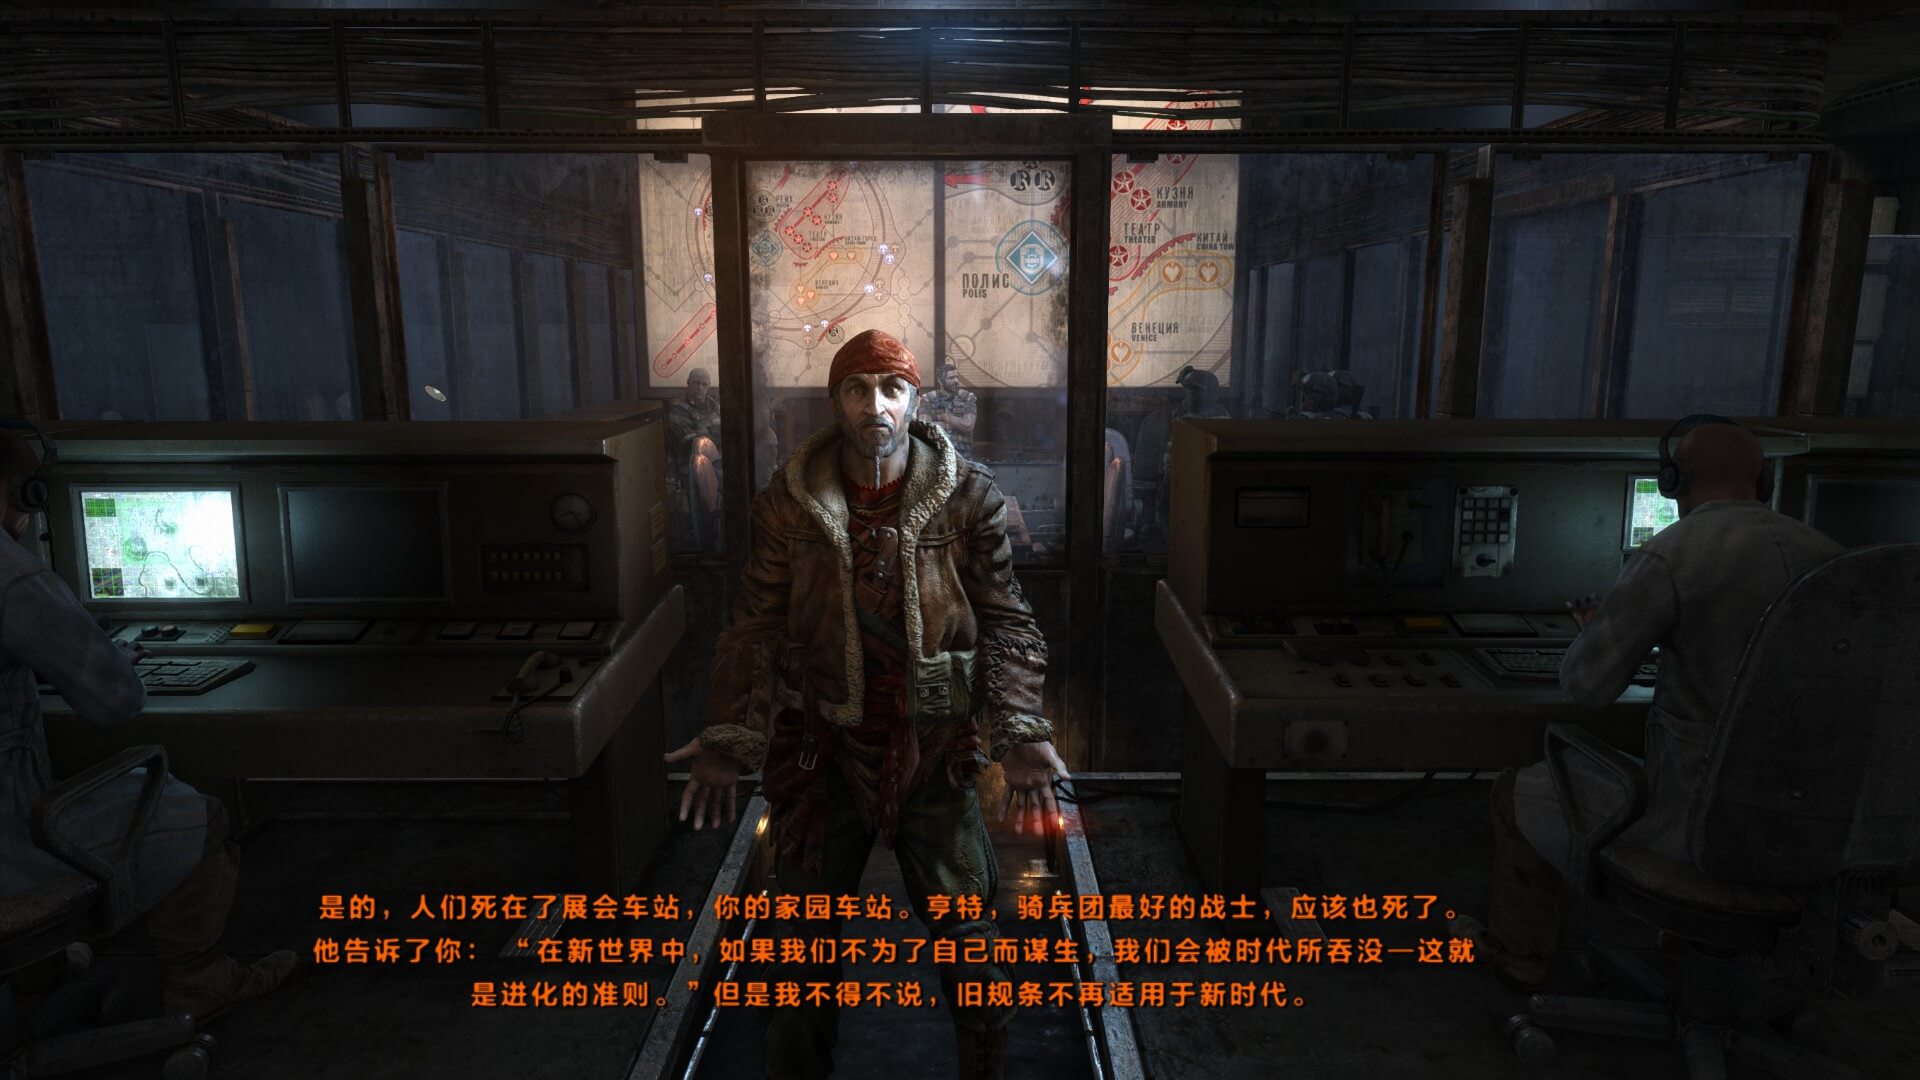 КУЗНЯ
ARMORY
ТЕАТР
THEATER
КИТАЙ-
CHINA TOW
ПОЛИС
POLIS
ВЕНЕЦИЯ
VENICE
是的，人们死在了展会车站，你的家园车站。亨特，骑兵团最好的战士，应该也死了。
他告诉了你：“在新世界中，如果我们不为了自己而谋生，我们会被时代所吞没—这就
是进化的准则。”但是我不得不说，旧规条不再适用于新时代。